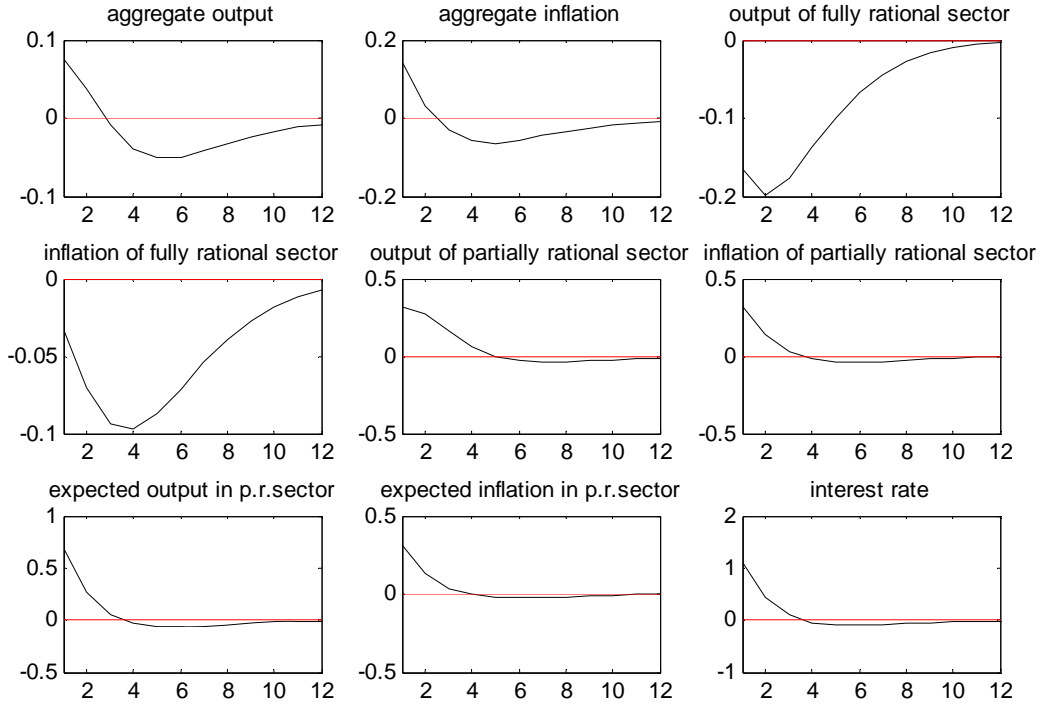 aggregate output
0.1
0
-0.1
2 4 6 8 10 12
aggregate inflation
0.2
0
-0.2
2 4 6 8 10 12
output of fully rational sector
0
-0.1
-0.2
2 4 6 8 10 12
inflation of fully rational sector
0
-0.05
-0.1
2 4 6 8 10 12
output of partially rational sector
0.5
0
-0.5
2 4 6 8 10 12
inflation of partially rational sector
0.5
0
-0.5
2 4 6 8 10 12
expected output in p.r.sector
1
0.5
0
-0.5
2 4 6 8 10 12
expected inflation in p.r.sector
0.5
0
-0.5
2 4 6 8 10 12
interest rate
2
1
0
-1
2 4 6 8 10 12